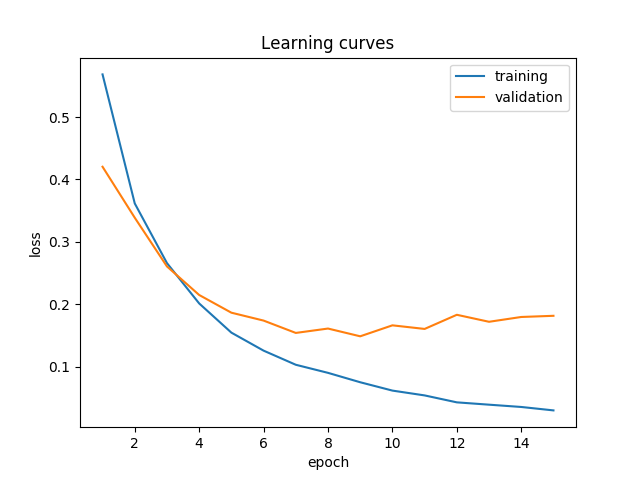 Learning curves
training
validation
0.5
0.4
0.3
0.2
0.1
loss
2 4 6 8 10 12 14
epoch